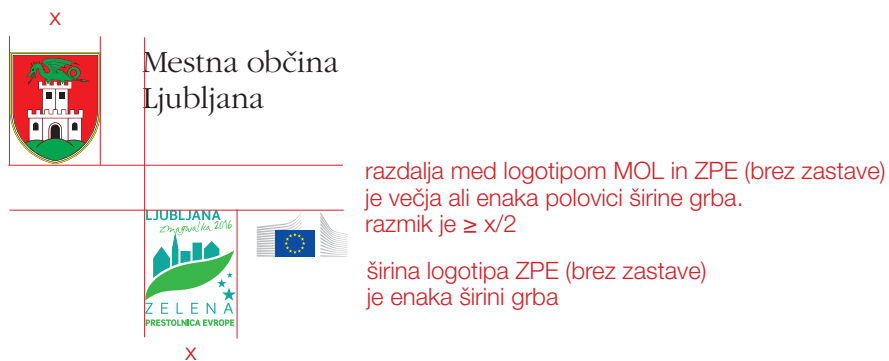 x
Mestna občina
Ljubljana
razdalja med logotipom MOL in ZPE (brez zastave)
je večja ali enaka polovici širine grba.
razmik je ≥ x/2
LJUBLJANA
Zmagovalka 2016
ZELENA
PRESTOLNICA EVROPE
širina logotipa ZPE (brez zastave)
je enaka širini grba
x